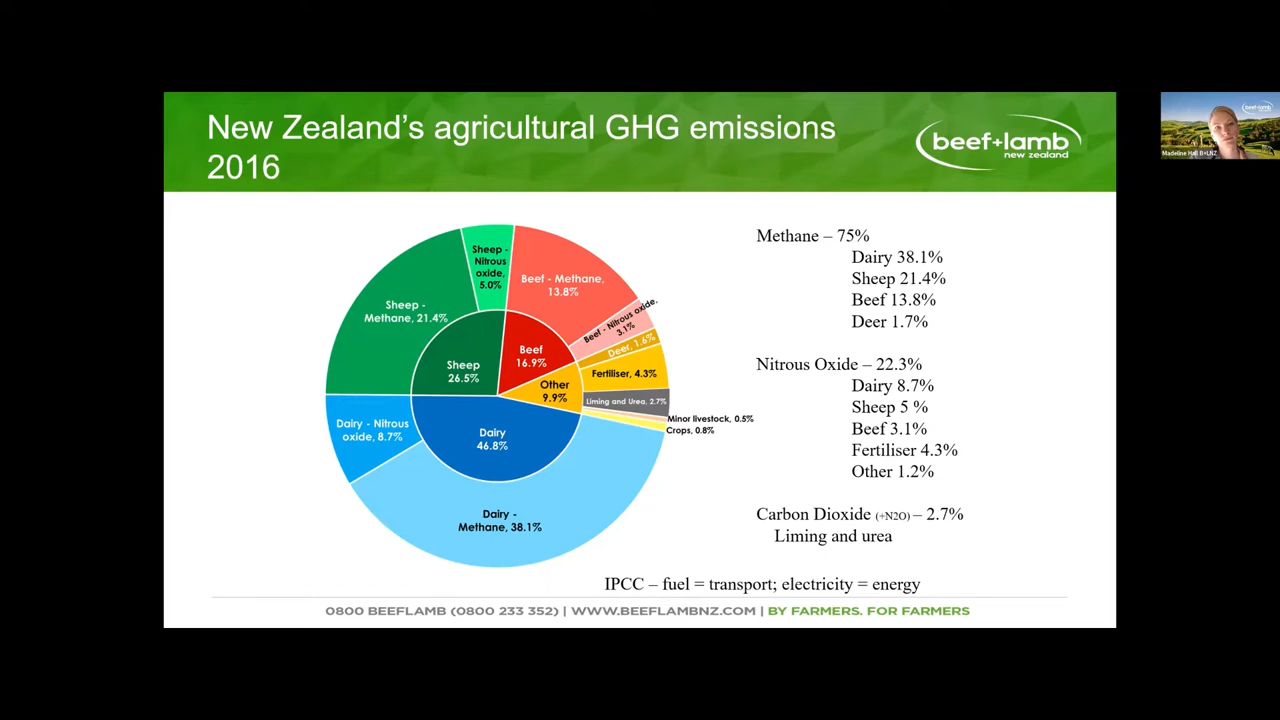 New Zealand's agricultural GHG emissions
2016
beef+lamb
new zealand
beef+lamb
Madeline Hall B+LNZ
Sheep -
Nitrous
oxide,
5.0%
Beef - Methane,
13.8%
Sheep -
Methane, 21.4%
Beef - Nitrous oxide,
3.1%
Deer, 1.6%
Beef
16.9%
Sheep
26.5%
Fertiliser, 4.3%
Other
9.9%
Liming and Urea, 2.7%
Minor livestock, 0.5%
Crops, 0.8%
Dairy - Nitrous
oxide, 8.7%
Dairy
46.8%
Dairy -
Methane, 38.1%
Methane – 75%
Dairy 38.1%
Sheep 21.4%
Beef 13.8%
Deer 1.7%
Nitrous Oxide – 22.3%
Dairy 8.7%
Sheep 5 %
Beef 3.1%
Fertiliser 4.3%
Other 1.2%
Carbon Dioxide (+N2O) – 2.7%
Liming and urea
IPCC – fuel = transport; electricity = energy
0800 BEEFLAMB (0800 233 352) | WWW.BEEFLAMBNZ.COM | BY FARMERS. FOR FARMERS